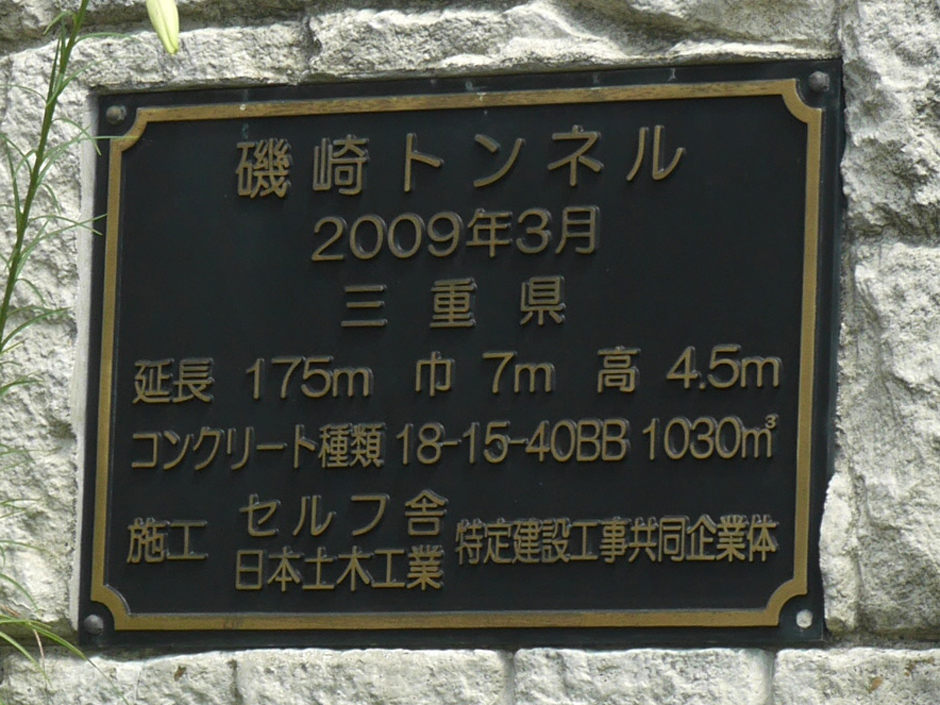 磯崎トンネル
2009年3月
三重県
延長 175m 巾 7m 高 4.5m
コンクリート種類 18-15-40BB 1030m³
施工 セルフ舎 日本土木工業 特定建設工事共同企業体